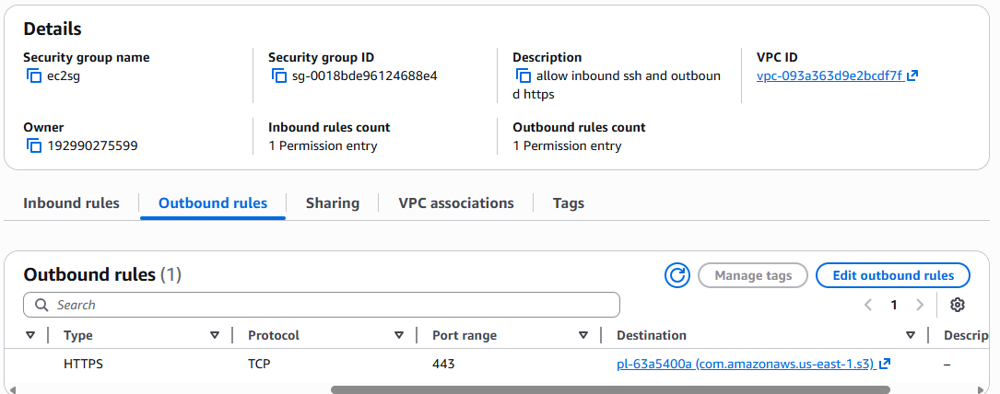 Details
Security group name
ec2sg
Security group ID
sg-0018bde96124688e4
Description
allow inbound ssh and outboun
d https
VPC ID
vpc-093a363d9e2bcdf7f
Owner
192990275599
Inbound rules count
1 Permission entry
Outbound rules count
1 Permission entry
Inbound rules Outbound rules Sharing VPC associations Tags
Outbound rules (1)
Manage tags
Edit outbound rules
Search
1
Type Protocol Port range Destination Descrip
HTTPS TCP 443 pl-63a5400a (com.amazonaws.us-east-1.s3) –